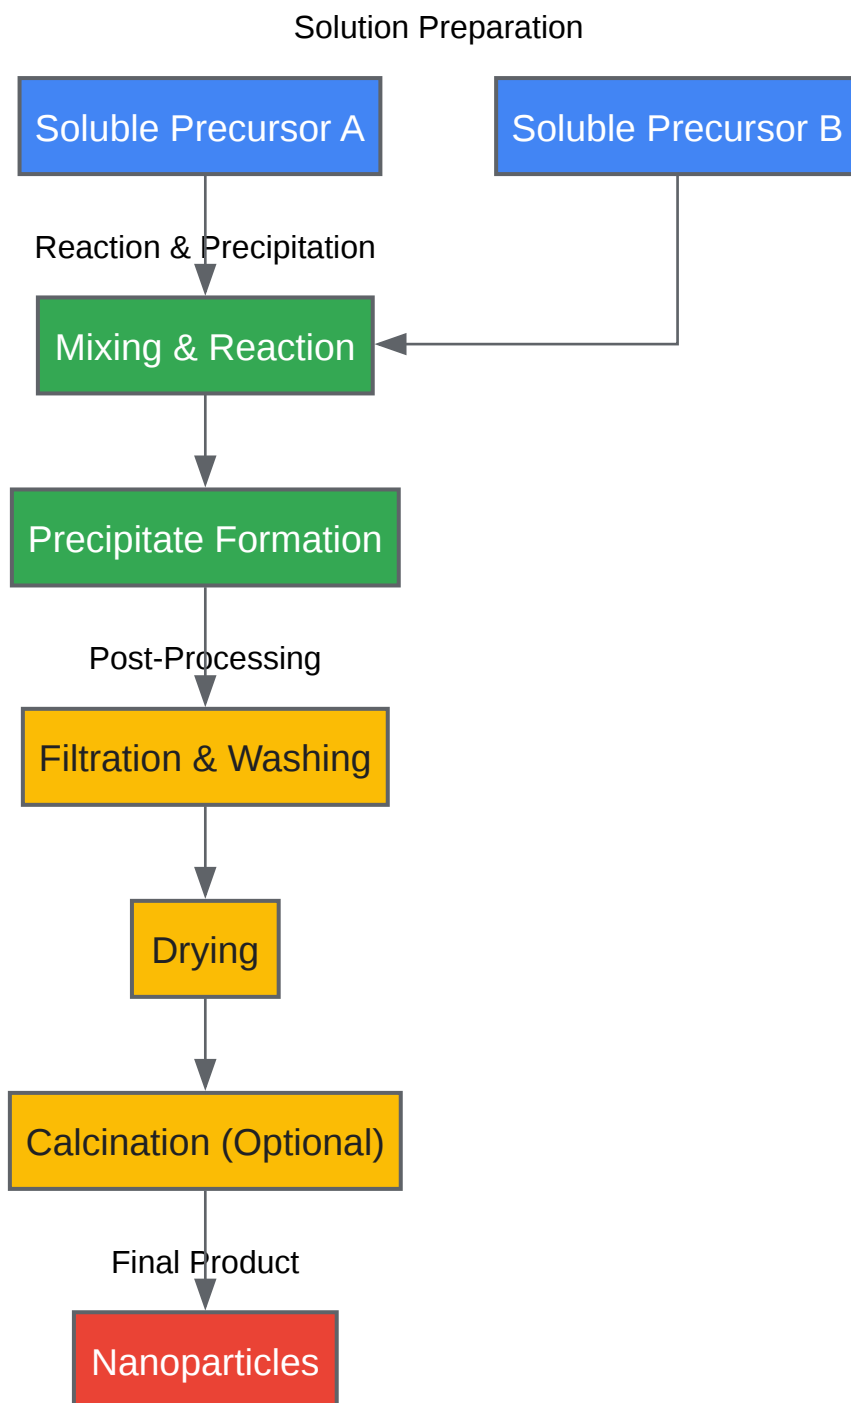 Solution Preparation
Soluble Precursor A
Soluble Precursor B
Reaction & Precipitation
Mixing & Reaction
Precipitate Formation
Post-Processing
Filtration & Washing
Drying
Calcination (Optional)
Final Product
Nanoparticles